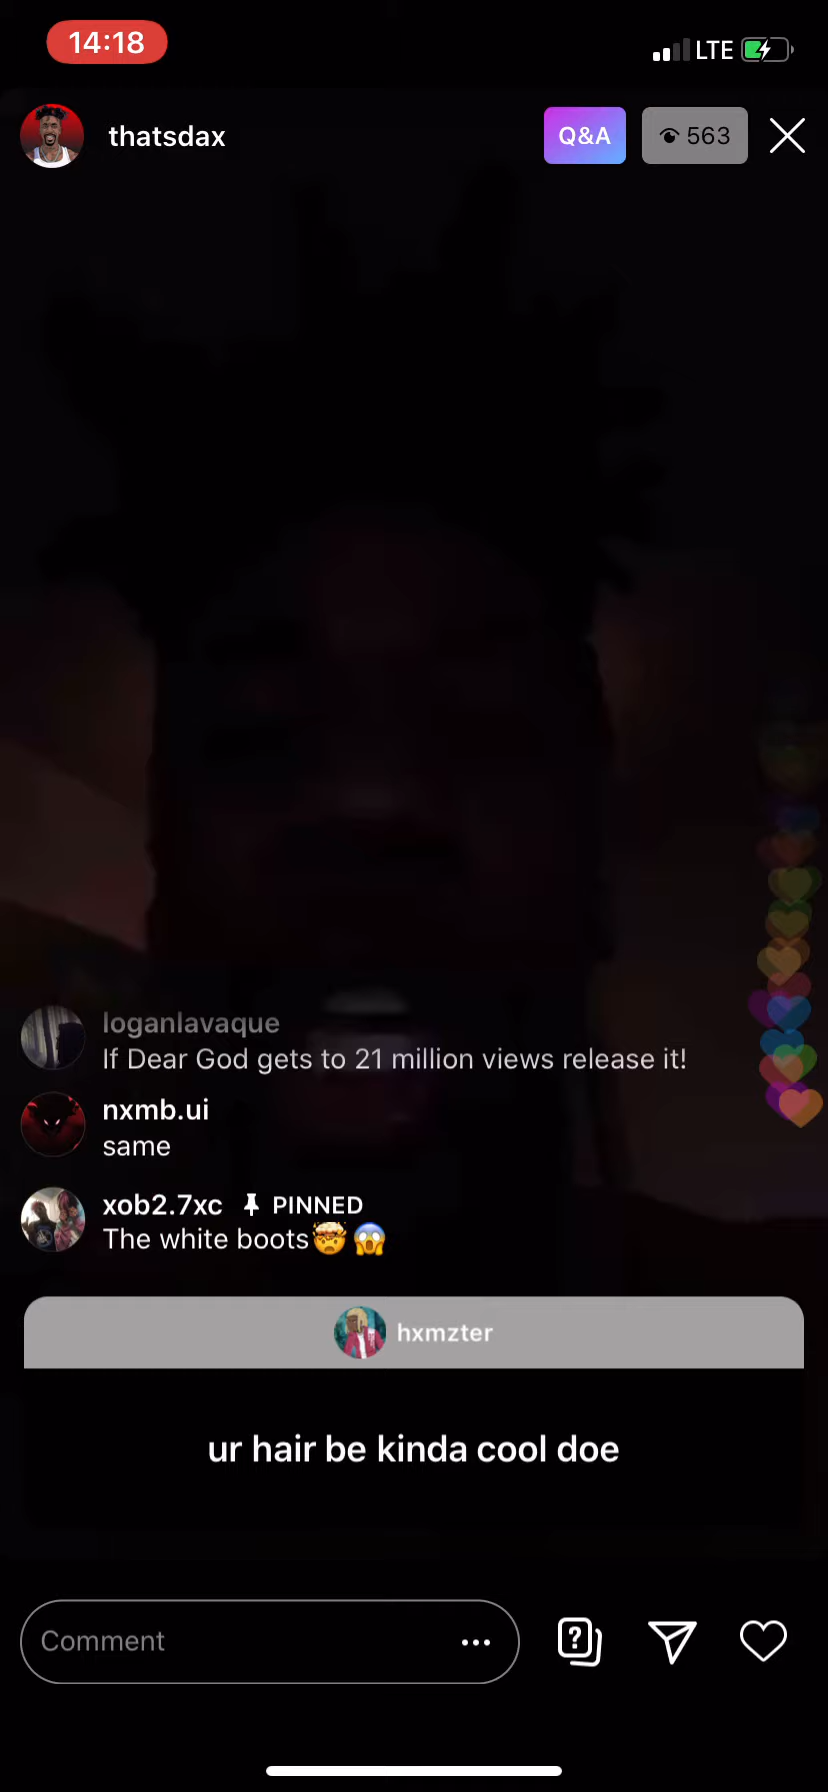 14:18
LTE
thatsdax
Q&A
563
loganlavaque
If Dear God gets to 21 million views release it!
nxmb.ui
same
xob2.7xc PINNED
The white boots🤯😱
hxmzter
ur hair be kinda cool doe
Comment